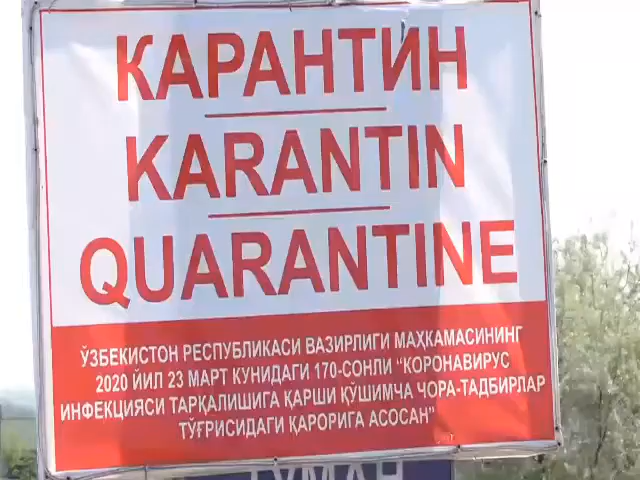 КАРАНТИН
KARANTIN
QUARANTINE
ЎЗБЕКИСТОН РЕСПУБЛИКАСИ ВАЗИРЛИГИ МАҲКАМАСИНИНГ
2020 ЙИЛ 23 МАРТ КУНИДАГИ 170-СОНЛИ “КОРОНАВИРУС
ИНФЕКЦИЯСИ ТАРҚАЛИШИГА ҚАРШИ ҚЎШИМЧА ЧОРА-ТАДБИРЛАР
ТЎҒРИСИДАГИ ҚАРОРИГА АСОСАН”